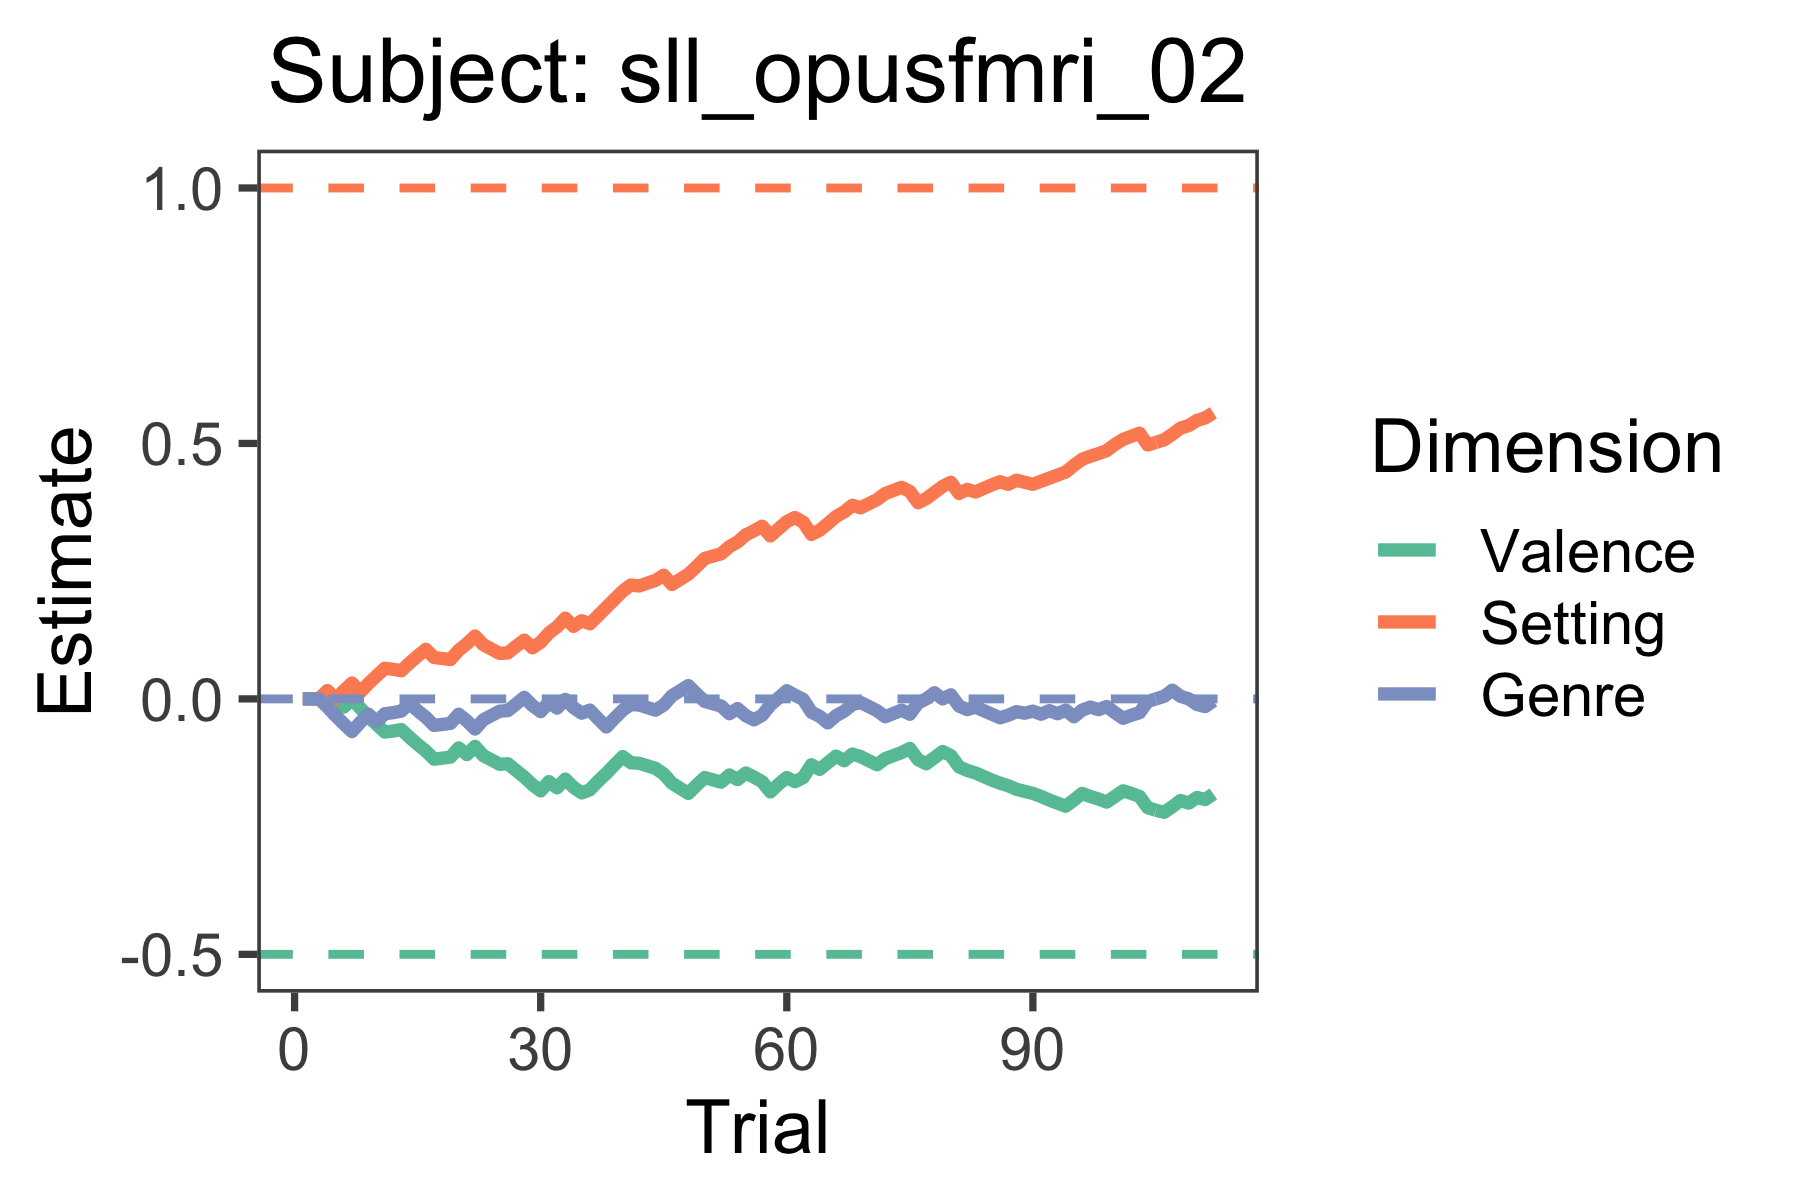 Subject: sll_opusfmri_02
1.0
0.5
0.0
-0.5
Estimate
0 30 60 90
Trial
Dimension
Valence
Setting
Genre